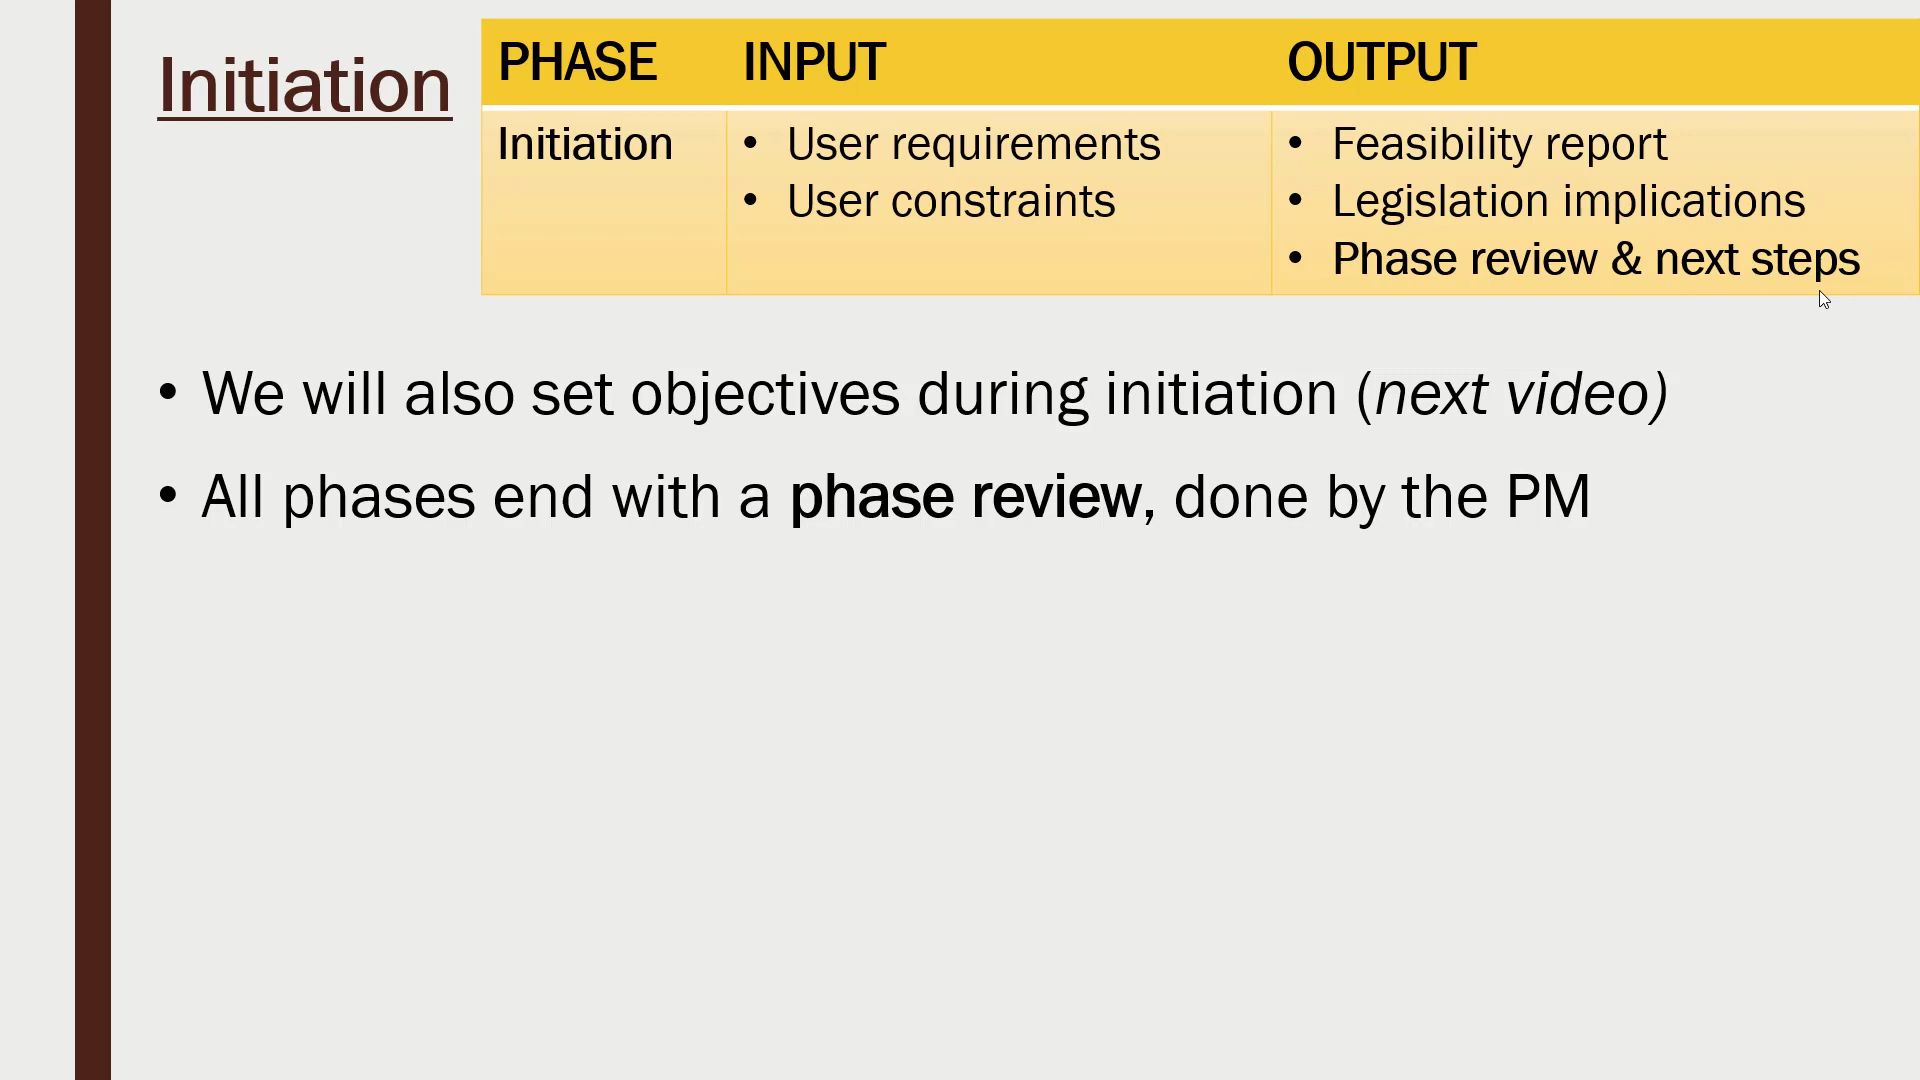 Initiation
PHASE INPUT OUTPUT
Initiation
• User requirements
• User constraints
• Feasibility report
• Legislation implications
• Phase review & next steps
• We will also set objectives during initiation (next video)
• All phases end with a phase review, done by the PM